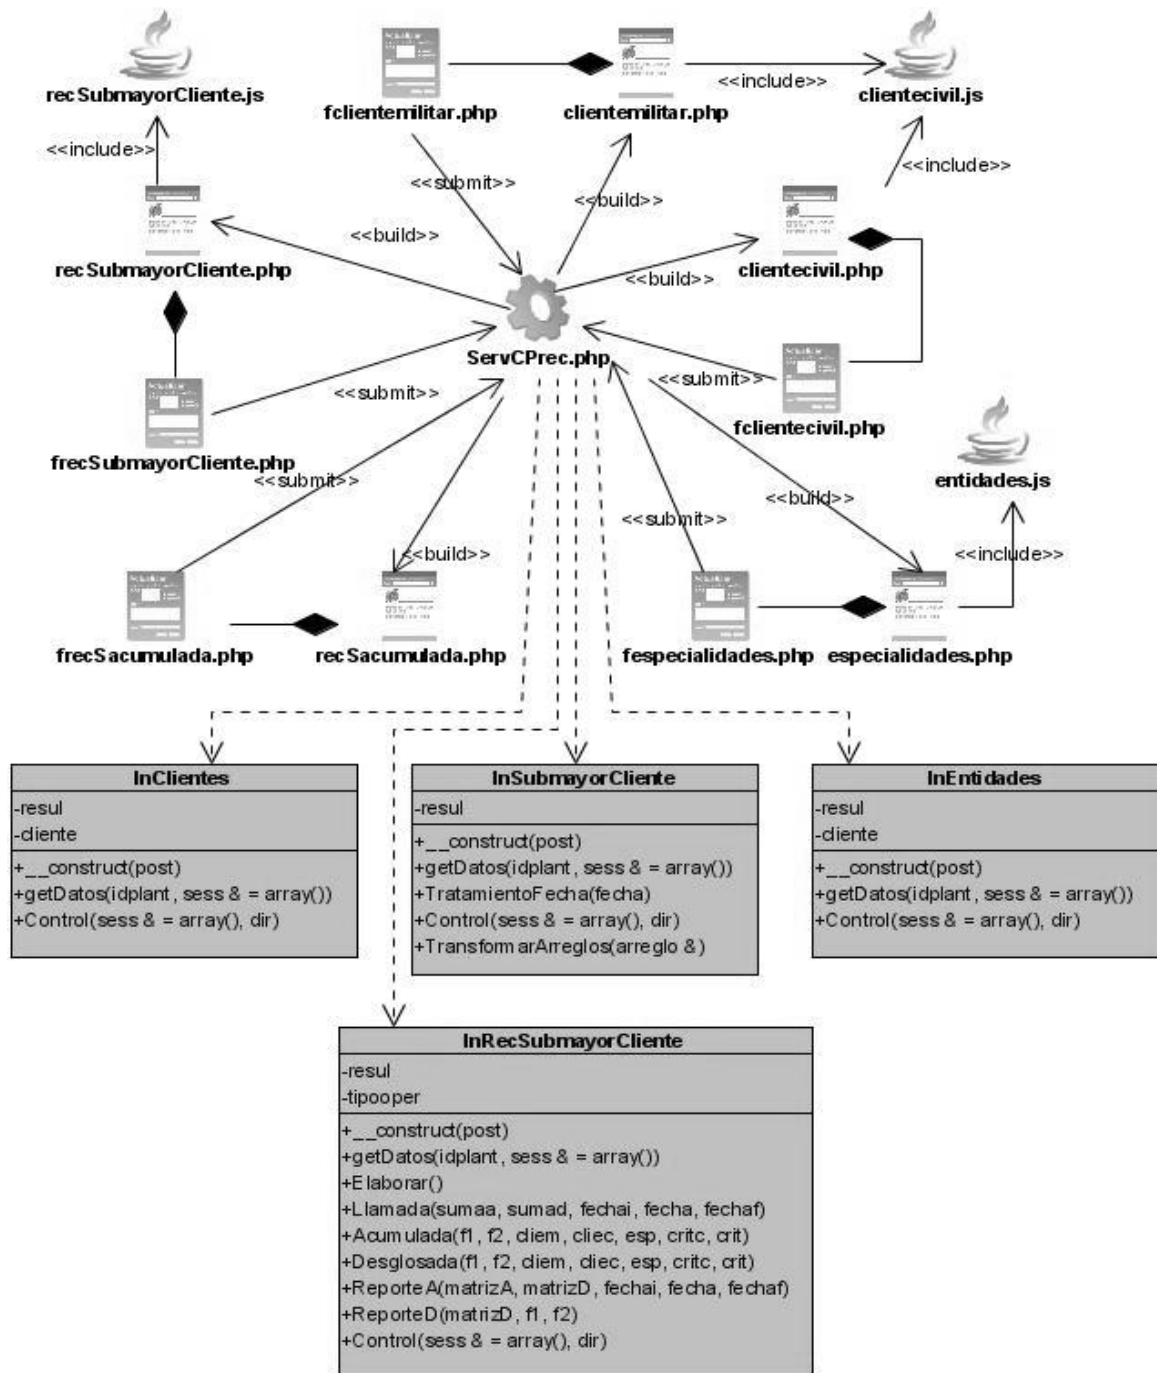 recSubmayorCliente.js
fclientemilitar.php
clientemilitar.php
<<include>>
clientecivil.js
<<include>>
<<submit>>
<<build>>
<<include>>
<<build>>
recSubmayorCliente.php
<<build>>
clientecivil.php
ServCPrec.php
<<submit>>
<<submit>>
fclientecivil.php
frecSubmayorCliente.php
<<submit>>
entidades.js
<<build>>
<<submit>>
<<build>>
<<include>>
frecSacumulada.php
recSacumulada.php
fespecialidades.php
especialidades.php
InClientes
-resul
-cliente
+__construct(post)
+getDatos(idplant, sess & = array())
+Control(sess & = array(), dir)
InSubmayorCliente
-resul
+__construct(post)
+getDatos(idplant, sess & = array())
+TratamientoFecha(fecha)
+Control(sess & = array(), dir)
+TransformarArreglos(arreglo &)
InEntidades
-resul
-cliente
+__construct(post)
+getDatos(idplant, sess & = array())
+Control(sess & = array(), dir)
InRecSubmayorCliente
-resul
-tipooper
+__construct(post)
+getDatos(idplant, sess & = array())
+Elaborar()
+Llamada(sumaa, sumad, fechai, fecha, fechaf)
+Acumulada(f1, f2, cliem, cliec, esp, critc, crit)
+Desglosada(f1, f2, cliem, cliec, esp, critc, crit)
+ReporteA(matrizA, matrizD, fechai, fecha, fechaf)
+ReporteD(matrizD, f1, f2)
+Control(sess & = array(), dir)